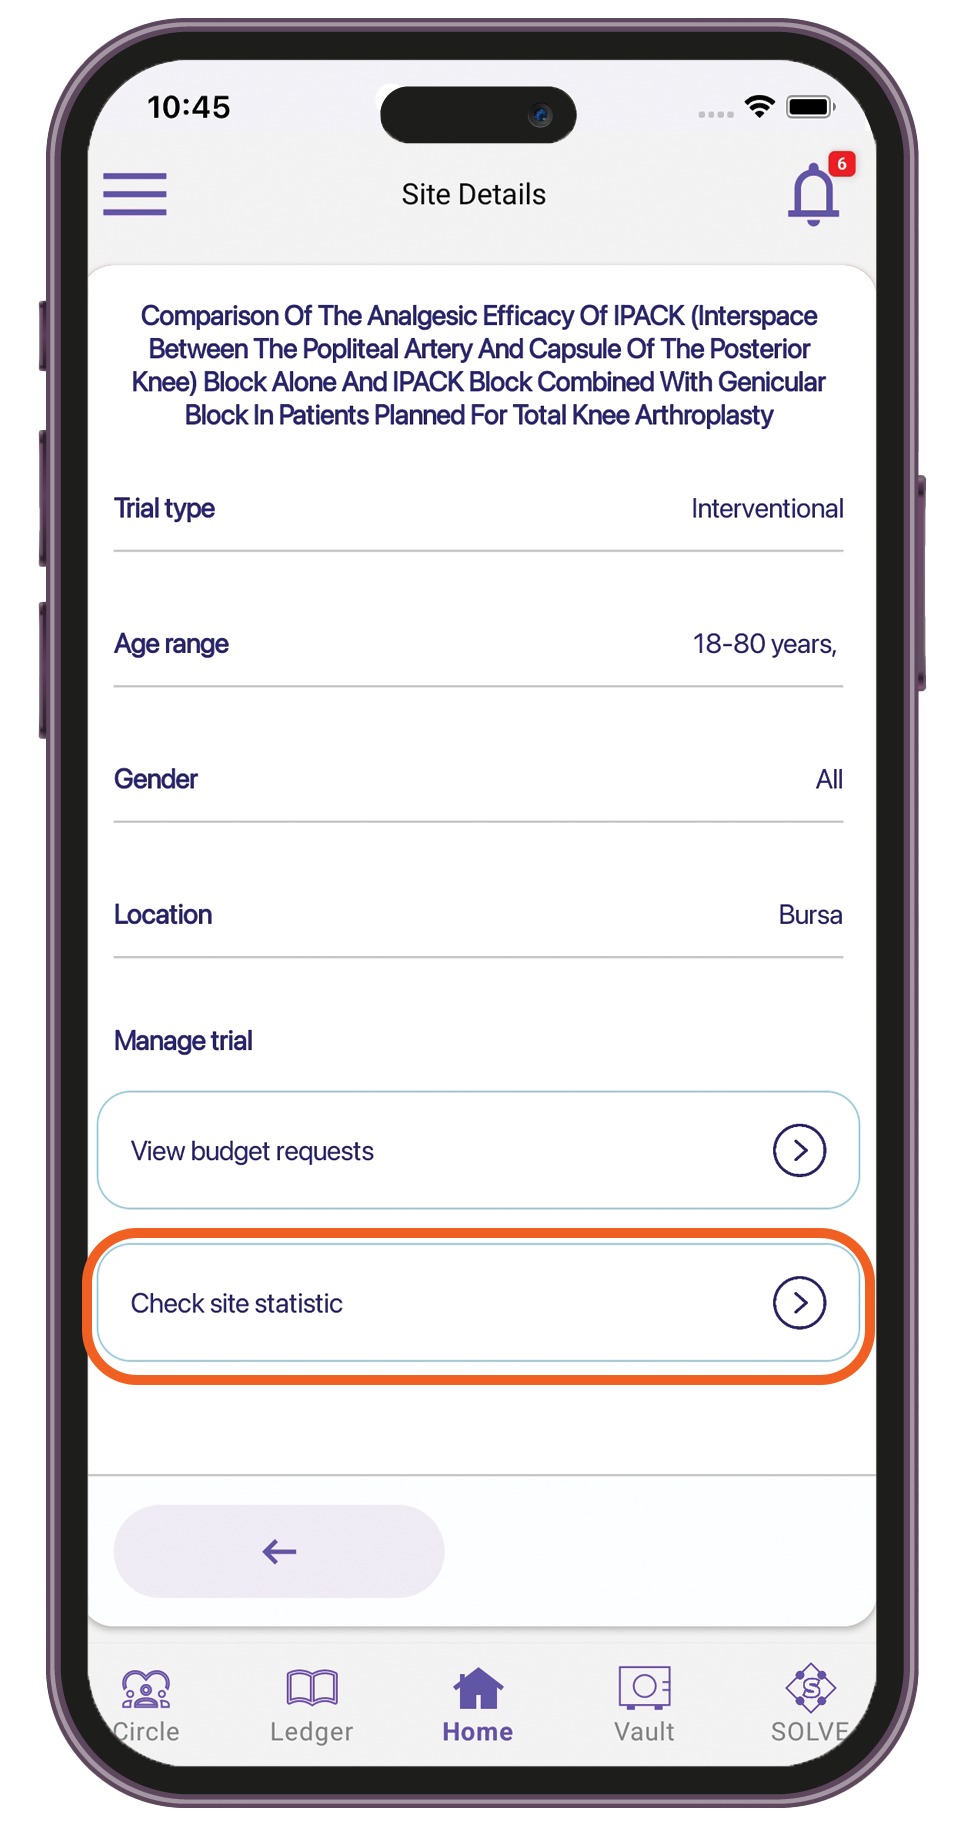 10:45
6
Site Details
Comparison Of The Analgesic Efficacy Of IPACK (Interspace
Between The Popliteal Artery And Capsule Of The Posterior
Knee) Block Alone And IPACK Block Combined With Genicular
Block In Patients Planned For Total Knee Arthroplasty
Trial type Interventional
Age range 18-80 years,
Gender All
Location Bursa
Manage trial
View budget requests
Check site statistic
S
Circle Ledger Home Vault SOLVE